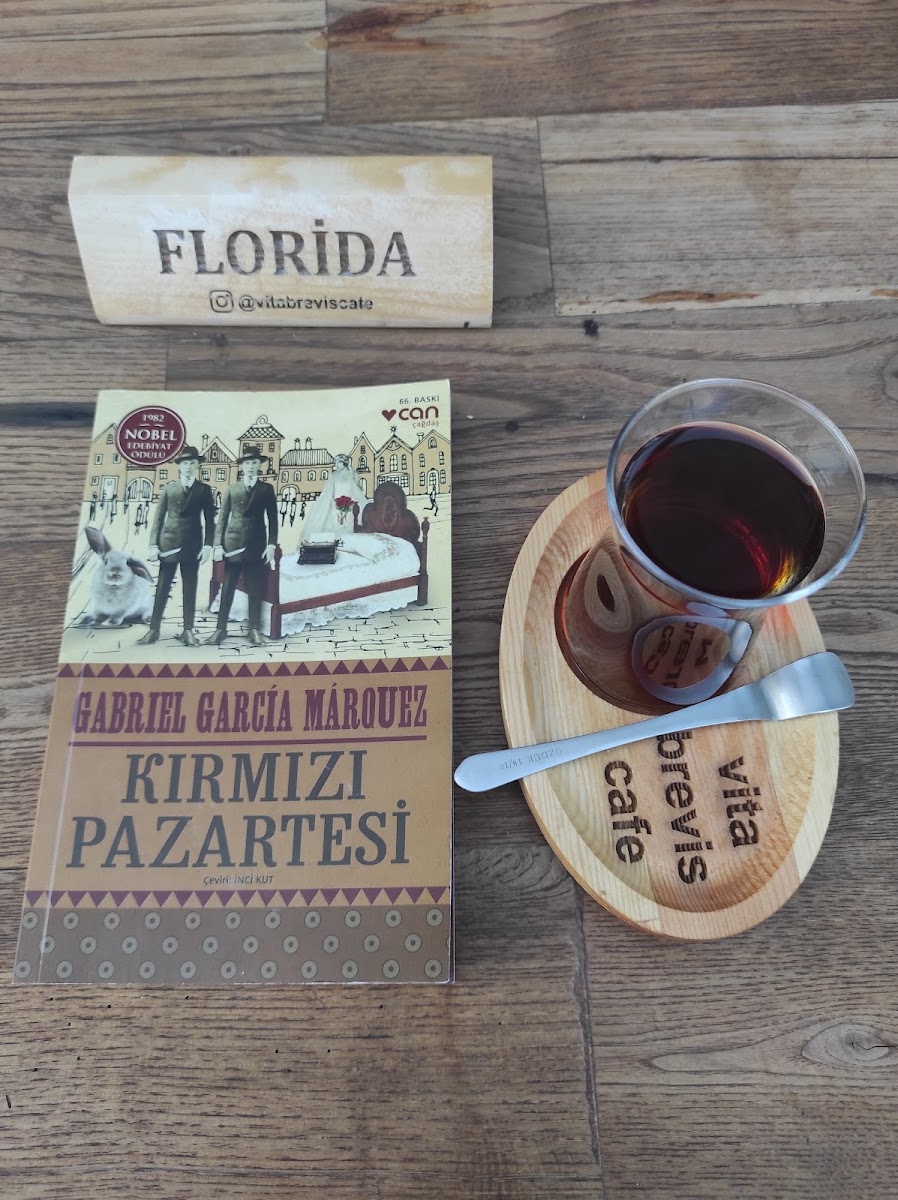 FLORİDA
@vitabreviscafe
66. BASKI
can
çağdaş
1982
NOBEL
EDEBİYAT
ÖDÜLÜ
GABRIEL GARCÍA MÁRQUEZ
KIRMIZI
PAZARTESİ
Çeviri: İNCİ KUT
vita
brevis
cafe